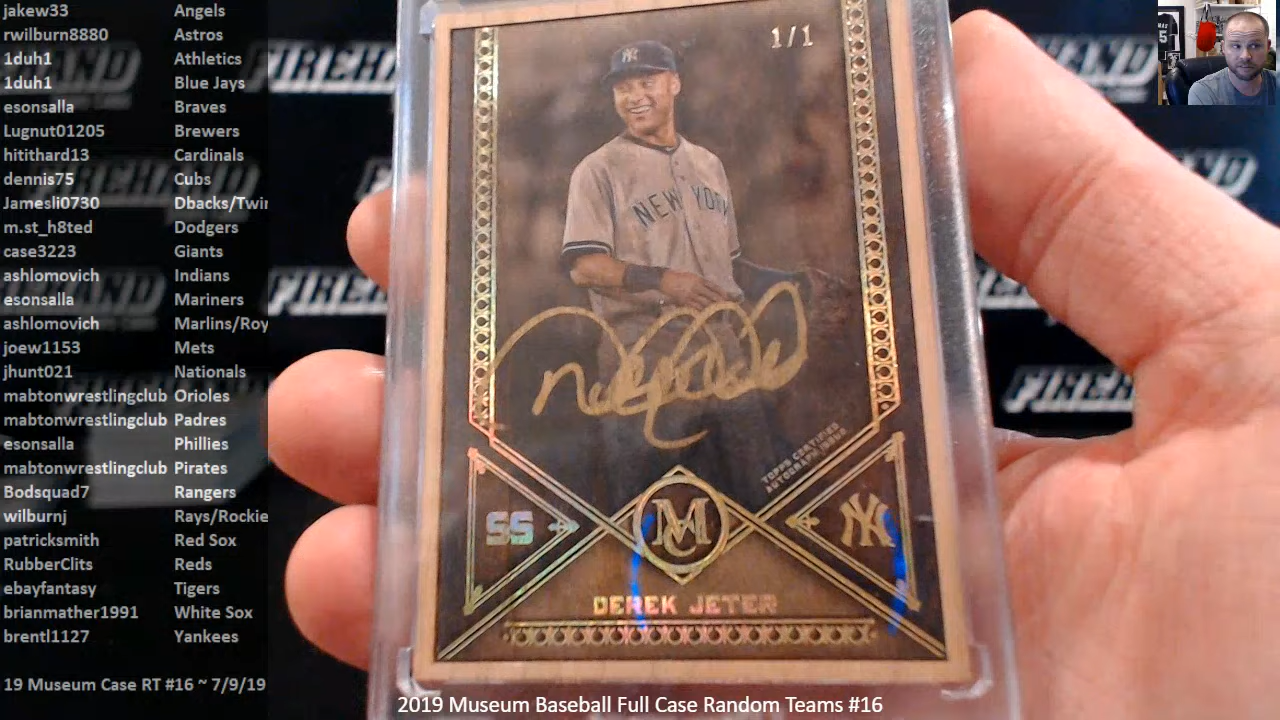 jakew33 Angels
rwilburn8880 Astros
1duh1 Athletics
1duh1 Blue Jays
esonsalla Braves
Lugnut01205 Brewers
hitithard13 Cardinals
dennis75 Cubs
Jamesli0730 Dbacks/Twin
m.st_h8ted Dodgers
case3223 Giants
ashlomovich Indians
esonsalla Mariners
ashlomovich Marlins/Roy
joew1153 Mets
jhunt021 Nationals
mabtonwrestlingclub Orioles
mabtonwrestlingclub Padres
esonsalla Phillies
mabtonwrestlingclub Pirates
Bodsquad7 Rangers
wilburnj Rays/Rockie
patricksmith Red Sox
RubberClits Reds
ebayfantasy Tigers
brianmather1991 White Sox
brentl1127 Yankees
19 Museum Case RT #16 ~ 7/9/19
1/1
NY
NEW YORK
TOPPS CERTIFIED
AUTOGRAPH ISSUE
SS
MC
NY
DEREK JETER
2019 Museum Baseball Full Case Random Teams #16